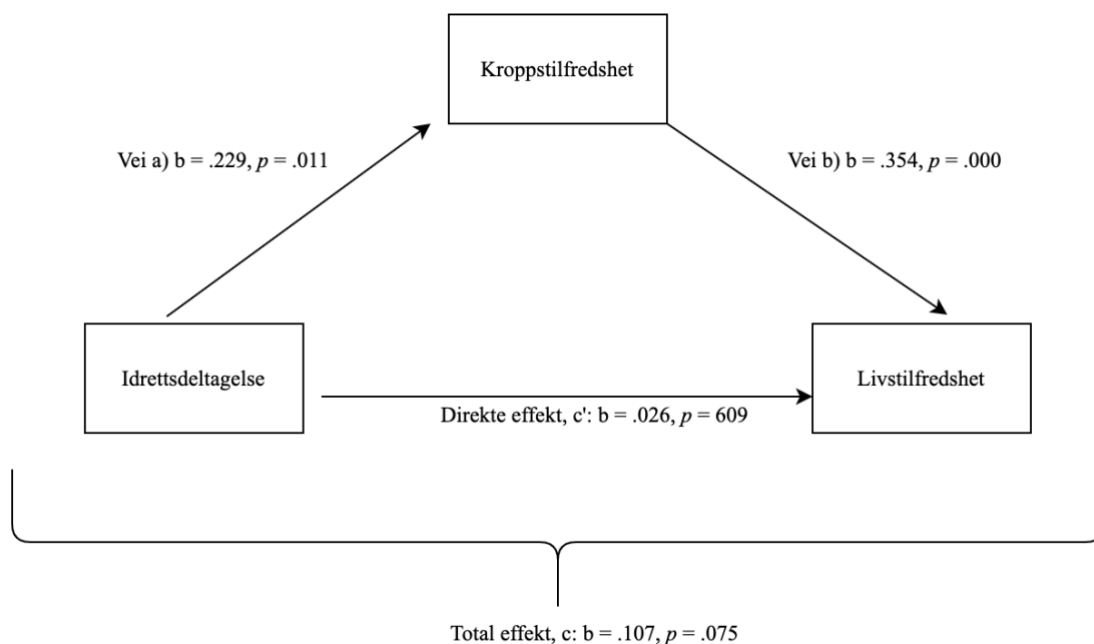 Kroppstilfredshet
Vei a) b = .229, p = .011
Vei b) b = .354, p = .000
Idrettsdeltagelse
Livstilfredshet
Direkte effekt, c': b = .026, p = 609
Total effekt, c: b = .107, p = .075